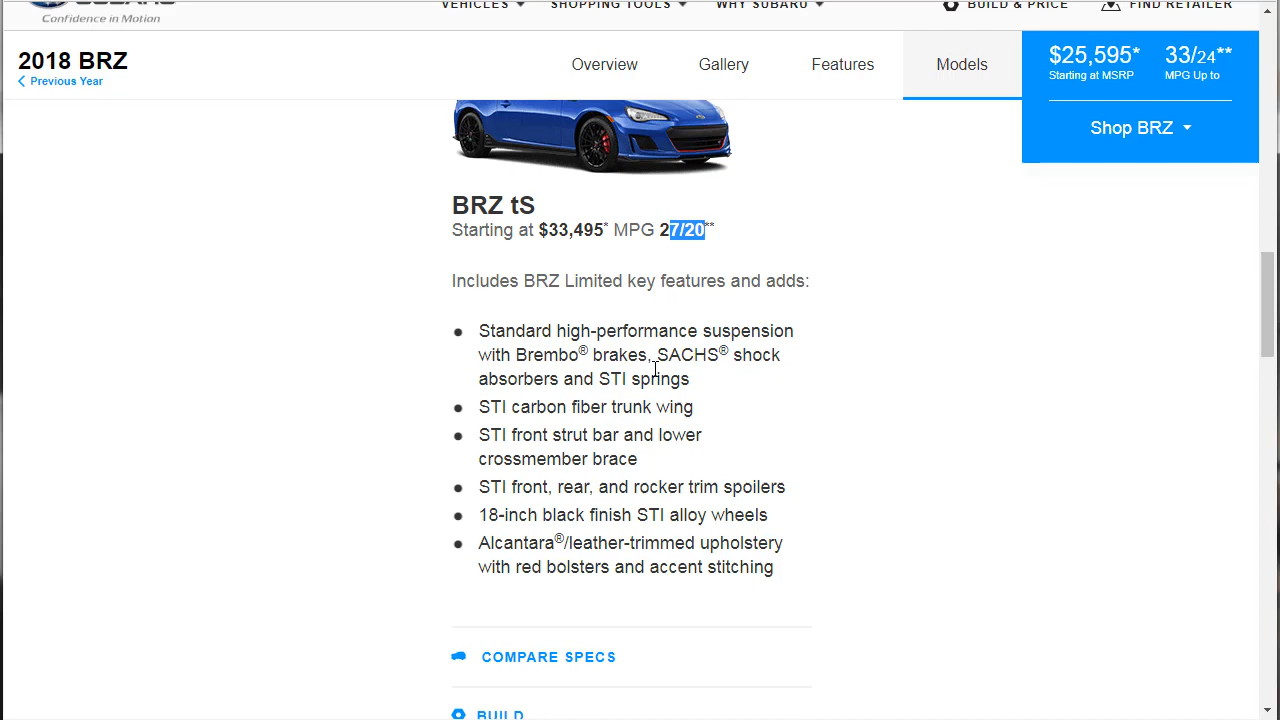 SUBARU
Confidence in Motion
VEHICLES SHOPPING TOOLS WHY SUBARU BUILD & PRICE FIND RETAILER
2018 BRZ
Previous Year
Overview Gallery Features Models
$25,595* 33/24**
Starting at MSRP MPG Up to
Shop BRZ
BRZ tS
Starting at $33,495* MPG 27/20**
Includes BRZ Limited key features and adds:
Standard high-performance suspension
with Brembo® brakes, SACHS® shock
absorbers and STI springs
STI carbon fiber trunk wing
STI front strut bar and lower
crossmember brace
STI front, rear, and rocker trim spoilers
18-inch black finish STI alloy wheels
Alcantara®/leather-trimmed upholstery
with red bolsters and accent stitching
COMPARE SPECS
BUILD